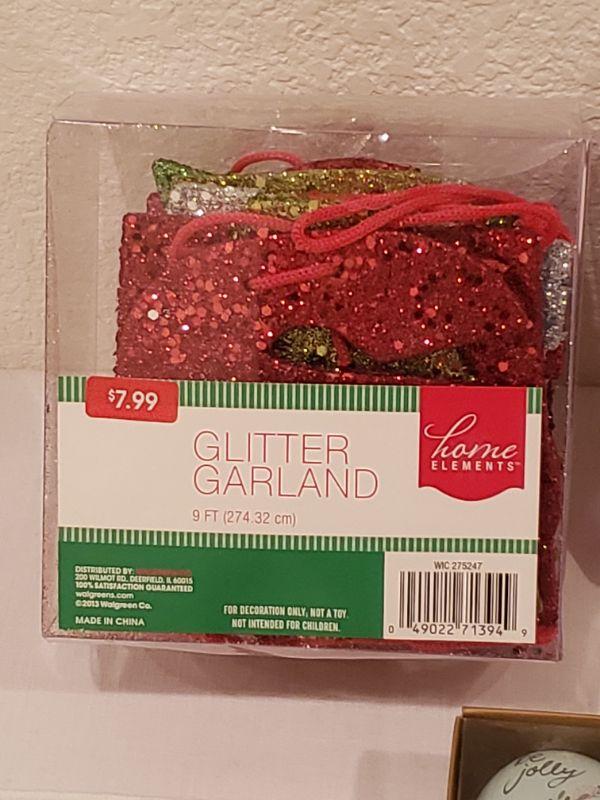 $7.99
GLITTER
GARLAND
9 FT (274.32 cm)
home
ELEMENTS™
DISTRIBUTED BY:
200 WILMOT RD., DEERFIELD, IL 60015
100% SATISFACTION GUARANTEED
walgreens.com
©2013 Walgreen Co.
MADE IN CHINA
FOR DECORATION ONLY, NOT A TOY.
NOT INTENDED FOR CHILDREN.
WIC 275247
0 49022 71394 9
jolly